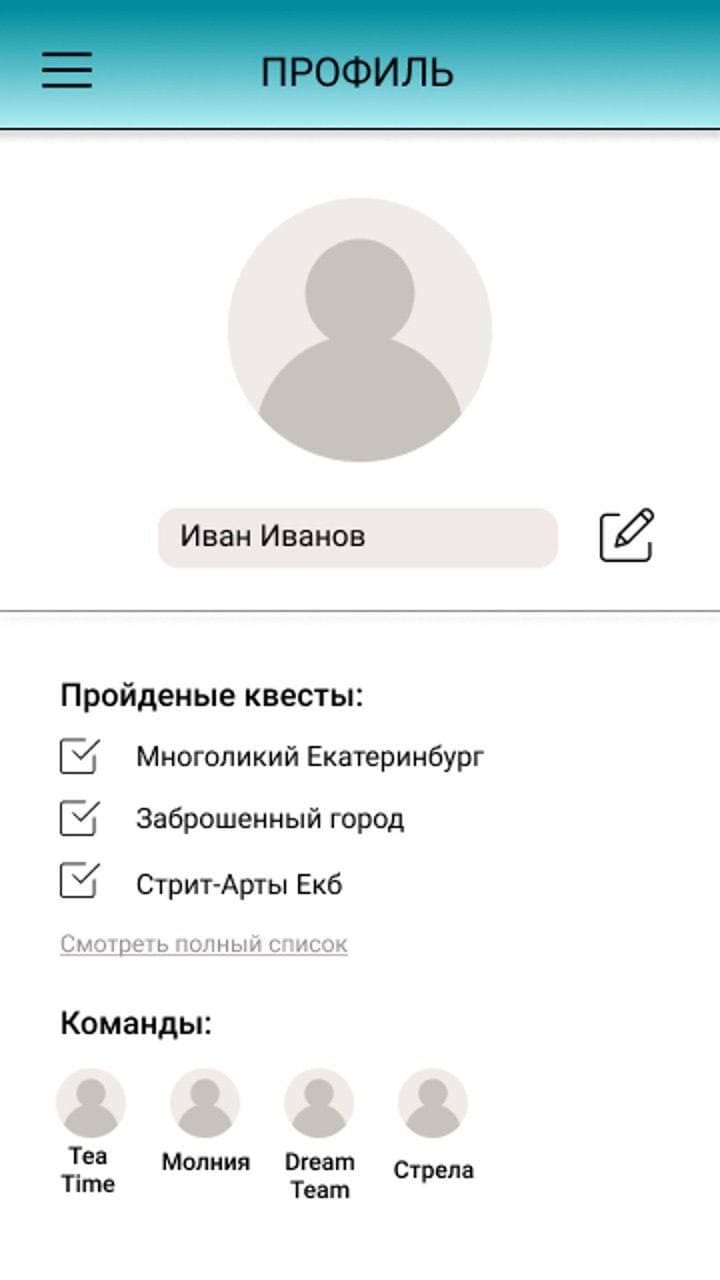 ПРОФИЛЬ
Иван Иванов
Пройденые квесты:
Многоликий Екатеринбург
Заброшенный город
Стрит-Арты Екб
Смотреть полный список
Команды:
Tea
Time
Молния
Dream
Team
Стрела